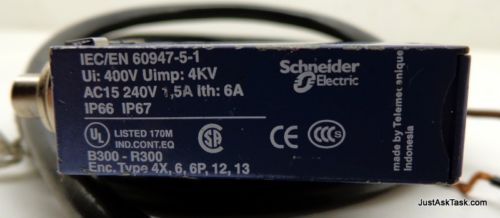 IEC/EN 60947-5-1
Ui: 400V Uimp: 4KV
AC15 240V 1,5A Ith: 6A
IP66 IP67
Schneider
Electric
UL
LISTED 170M
IND.CONT.EQ
B300 - R300
Enc.Type 4X, 6, 6P, 12, 13
CCC S
made by Telemecanique
Indonesia
JustAskTask.com